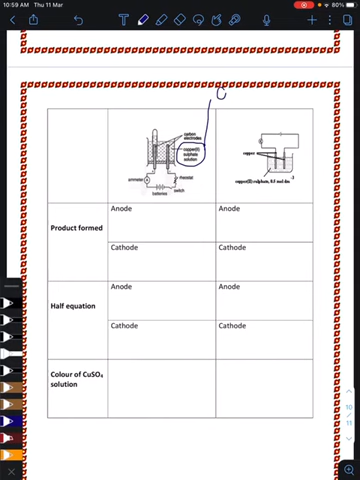 10:59 AM Thu 11 Mar
80%
C
carbon
electrodes
copper(II)
sulphate
solution
ammeter
rheostat
switch
batteries
copper
copper(II) sulphate, 0.5 mol dm
-3
Product formed
Anode
Anode
Cathode
Cathode
Half equation
Anode
Anode
Cathode
Cathode
Colour of CuSO₄
solution
10
11